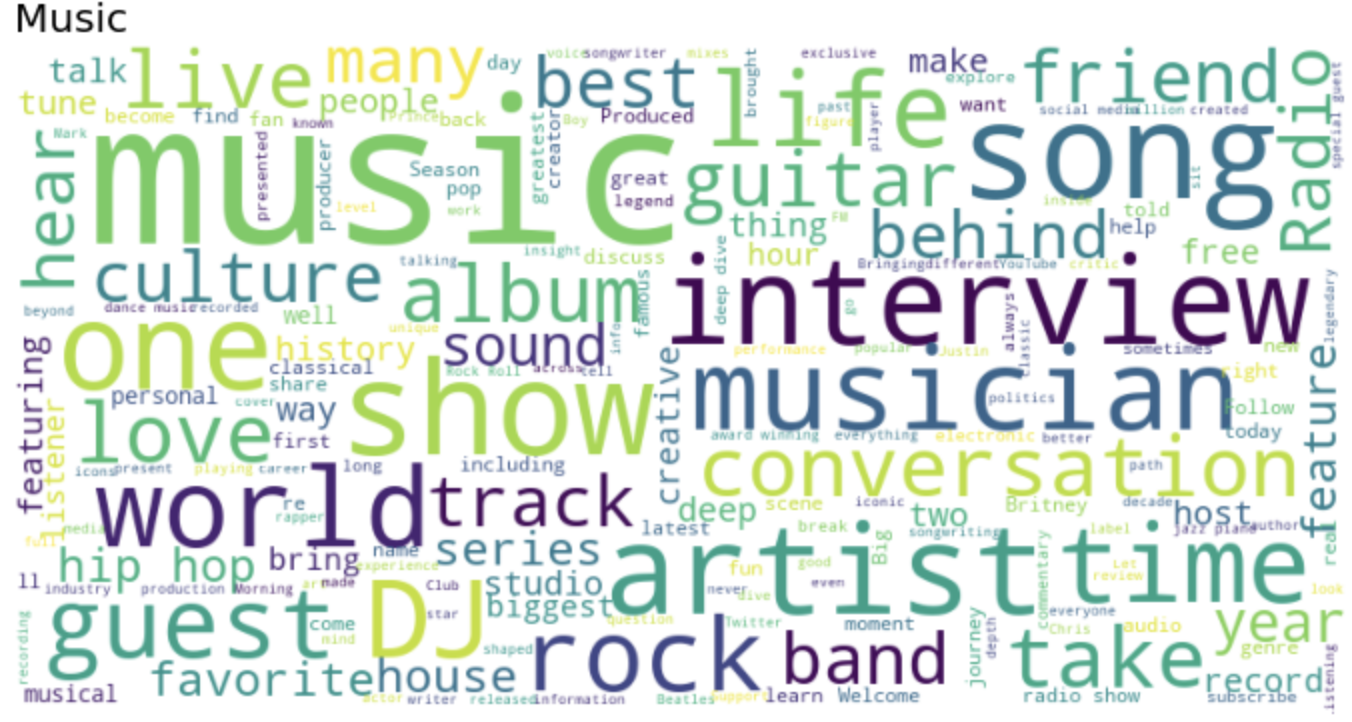 Music
voice songwriter mixes exclusive
talk live many day best life make friend
explore brought special guest
tune become find fan people Prince back Boy Produced past figure player want social media million created Radio
Mark known
hear music presented producer level Season pop work greatest creator great legend guitar song sit
inside told
thing FM behind help
insight discuss hour free
culture talking album famous deep dive Bringing different YouTube critic
interview go always classic legendary
beyond dance music recorded well unique
one history sound info performance popular Justin sometimes new
featuring classical Rock Roll across tell
share show creative musician politics right
personal cover way Follow
listener love first award winning everything electronic better today feature
icons present playing career long including conversation path
world track deep scene iconic Britney decade host
re rapper latest break two songwriting label jazz piano author
media full
hip hop bring name experience series artist time real
Big commentary
ll industry production Morning art made Club studio fun good never dive even Let review look
guest DJ star biggest question Twitter moment everyone year
recording come mind Chris audio
shaped rock band journey depth take genre
favorite house record
musical actor writer released information Beatles support learn Welcome radio show subscribe listening